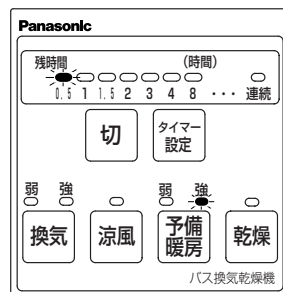 Panasonic
残時間 (時間)
0.5 1 1.5 2 3 4 8 ・・・ 連続
切 タイマー設定
弱 強 弱 強
換気 涼風 予備暖房 乾燥
バス換気乾燥機